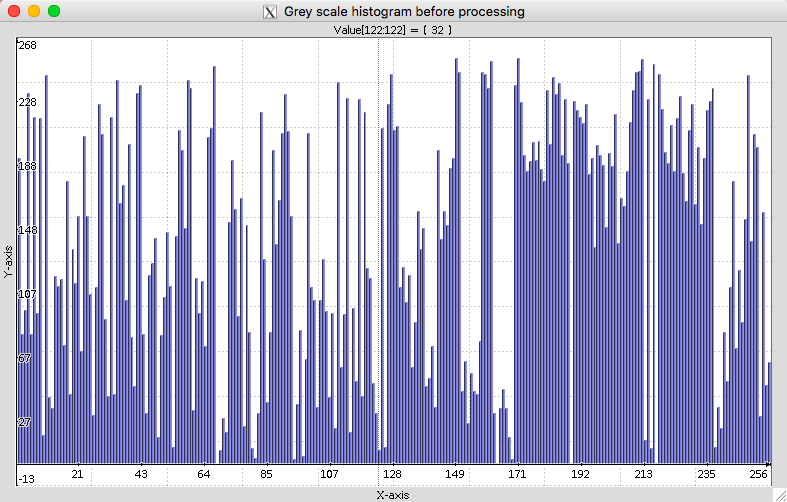 Grey scale histogram before processing
Value[122:122] = ( 32 )
268
228
188
148
107
67
27
-13
Y-axis
21 43 64 85 107 128 149 171 192 213 235 256
X-axis